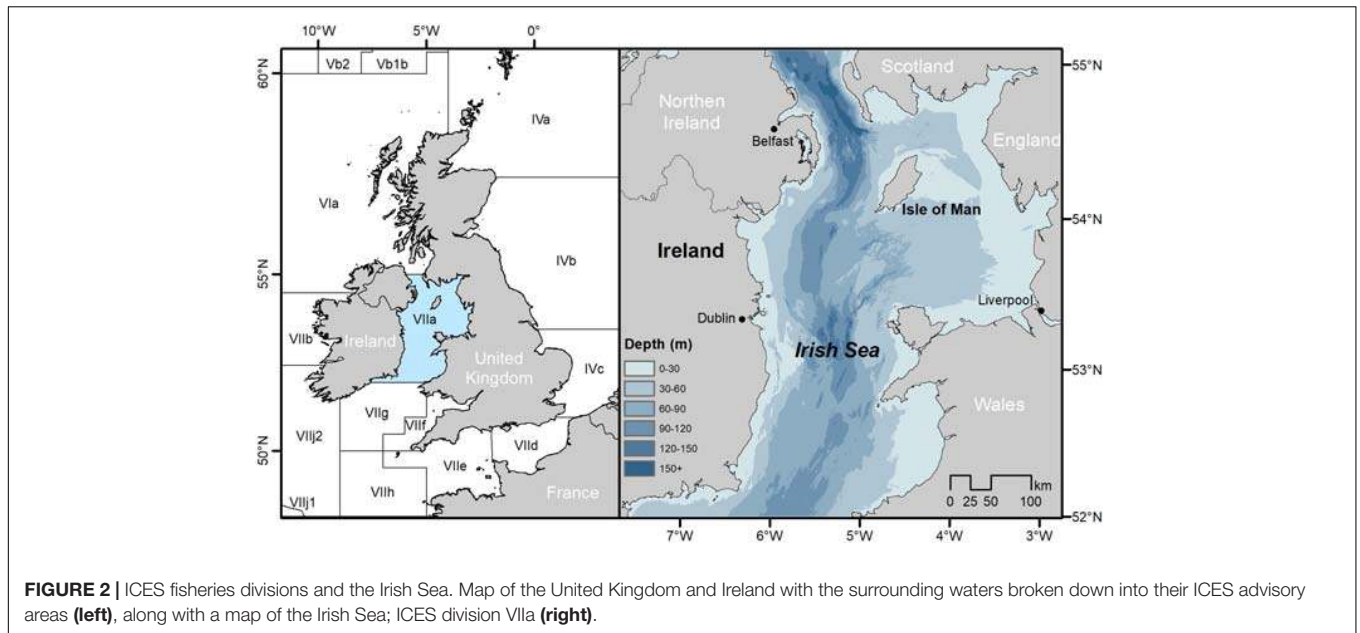 10°W 5°W 0°
60°N
55°N
50°N
Vb2 Vb1b
IVa
VIa
IVb
VIIa
VIIb
Ireland
United
Kingdom
IVc
VIIg
VIIf
VIIj2
VIId
VIIe
VIIh
VIIj1
France
Scotland
55°N
Northen
Ireland
England
Belfast
Isle of Man
54°N
Ireland
Liverpool
Dublin
Irish Sea
53°N
Depth (m)
0-30
30-60
60-90
90-120
120-150
150+
Wales
km
0 25 50 100
52°N
7°W 6°W 5°W 4°W 3°W
FIGURE 2 | ICES fisheries divisions and the Irish Sea. Map of the United Kingdom and Ireland with the surrounding waters broken down into their ICES advisory
areas (left), along with a map of the Irish Sea; ICES division VIIa (right).